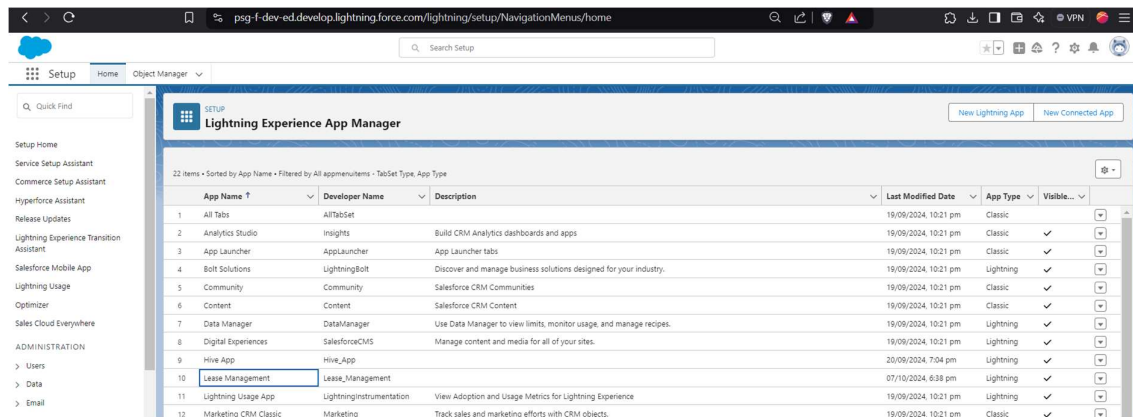 psg-f-dev-ed.develop.lightning.force.com/lightning/setup/NavigationMenus/home
VPN
Search Setup
Setup Home Object Manager
Quick Find
Setup Home
Service Setup Assistant
Commerce Setup Assistant
Hyperforce Assistant
Release Updates
Lightning Experience Transition
Assistant
Salesforce Mobile App
Lightning Usage
Optimizer
Sales Cloud Everywhere
ADMINISTRATION
Users
Data
Email
SETUP
Lightning Experience App Manager
New Lightning App New Connected App
22 items • Sorted by App Name • Filtered by All appmenuitems - TabSet Type, App Type
App Name ↑ Developer Name Description Last Modified Date App Type Visible...
1 All Tabs AllTabSet 19/09/2024, 10:21 pm Classic
2 Analytics Studio Insights Build CRM Analytics dashboards and apps 19/09/2024, 10:21 pm Classic ✓
3 App Launcher AppLauncher App Launcher tabs 19/09/2024, 10:21 pm Classic ✓
4 Bolt Solutions LightningBolt Discover and manage business solutions designed for your industry. 19/09/2024, 10:21 pm Lightning ✓
5 Community Community Salesforce CRM Communities 19/09/2024, 10:21 pm Classic ✓
6 Content Content Salesforce CRM Content 19/09/2024, 10:21 pm Classic ✓
7 Data Manager DataManager Use Data Manager to view limits, monitor usage, and manage recipes. 19/09/2024, 10:21 pm Lightning ✓
8 Digital Experiences SalesforceCMS Manage content and media for all of your sites. 19/09/2024, 10:21 pm Lightning ✓
9 Hive App Hive_App 20/09/2024, 7:04 pm Lightning ✓
10 Lease Management Lease_Management 07/10/2024, 6:38 pm Lightning ✓
11 Lightning Usage App LightningInstrumentation View Adoption and Usage Metrics for Lightning Experience 19/09/2024, 10:21 pm Lightning ✓
12 Marketing CRM Classic Marketing Track sales and marketing efforts with CRM objects. 19/09/2024, 10:21 pm Classic ✓